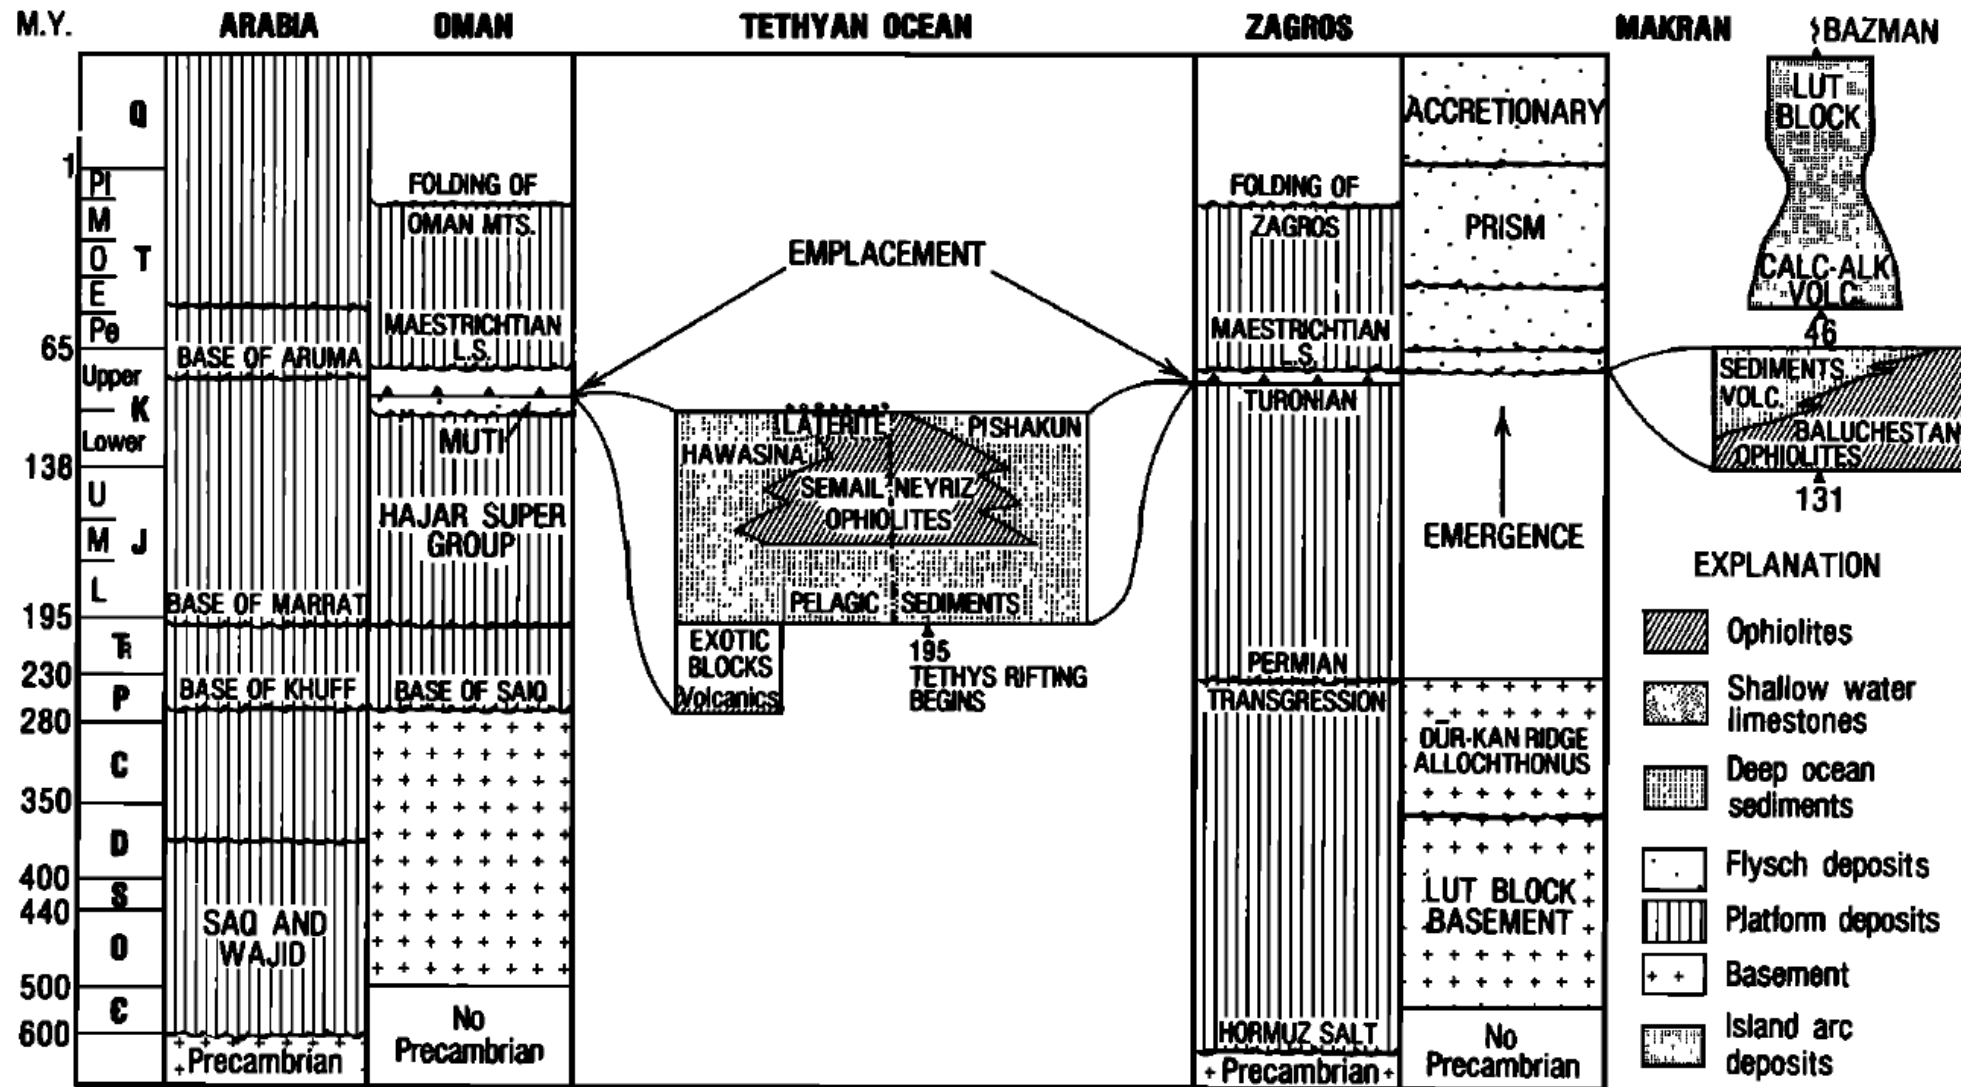 M.Y.
ARABIA
OMAN
TETHYAN OCEAN
ZAGROS
MAKRAN
BAZMAN
Q
1
Pl
M
O
T
E
Pe
65
Upper
K
Lower
138
U
M
J
L
195
TR
230
P
280
C
350
D
400
S
440
O
500
Є
600
BASE OF ARUMA
BASE OF MARRAT
BASE OF KHUFF
SAQ AND
WAJID
Precambrian
FOLDING OF
OMAN MTS.
MAESTRICHTIAN
L.S.
MUTI
HAJAR SUPER
GROUP
BASE OF SAIQ
No
Precambrian
EMPLACEMENT
LATERITE
PISHAKUN
HAWASINA
SEMAIL NEYRIZ
OPHIOLITES
PELAGIC SEDIMENTS
EXOTIC
BLOCKS
Volcanics
195
TETHYS RIFTING
BEGINS
FOLDING OF
ZAGROS
MAESTRICHTIAN
L.S.
TURONIAN
PERMIAN
TRANSGRESSION
HORMUZ SALT
Precambrian
ACCRETIONARY
PRISM
EMERGENCE
DŪR-KAN RIDGE
ALLOCHTHONUS
LUT BLOCK
BASEMENT
No
Precambrian
LUT
BLOCK
CALC-ALK
VOLC.
46
SEDIMENTS
VOLC.
BALUCHESTAN
OPHIOLITES
131
EXPLANATION
Ophiolites
Shallow water
limestones
Deep ocean
sediments
Flysch deposits
Platform deposits
Basement
Island arc
deposits